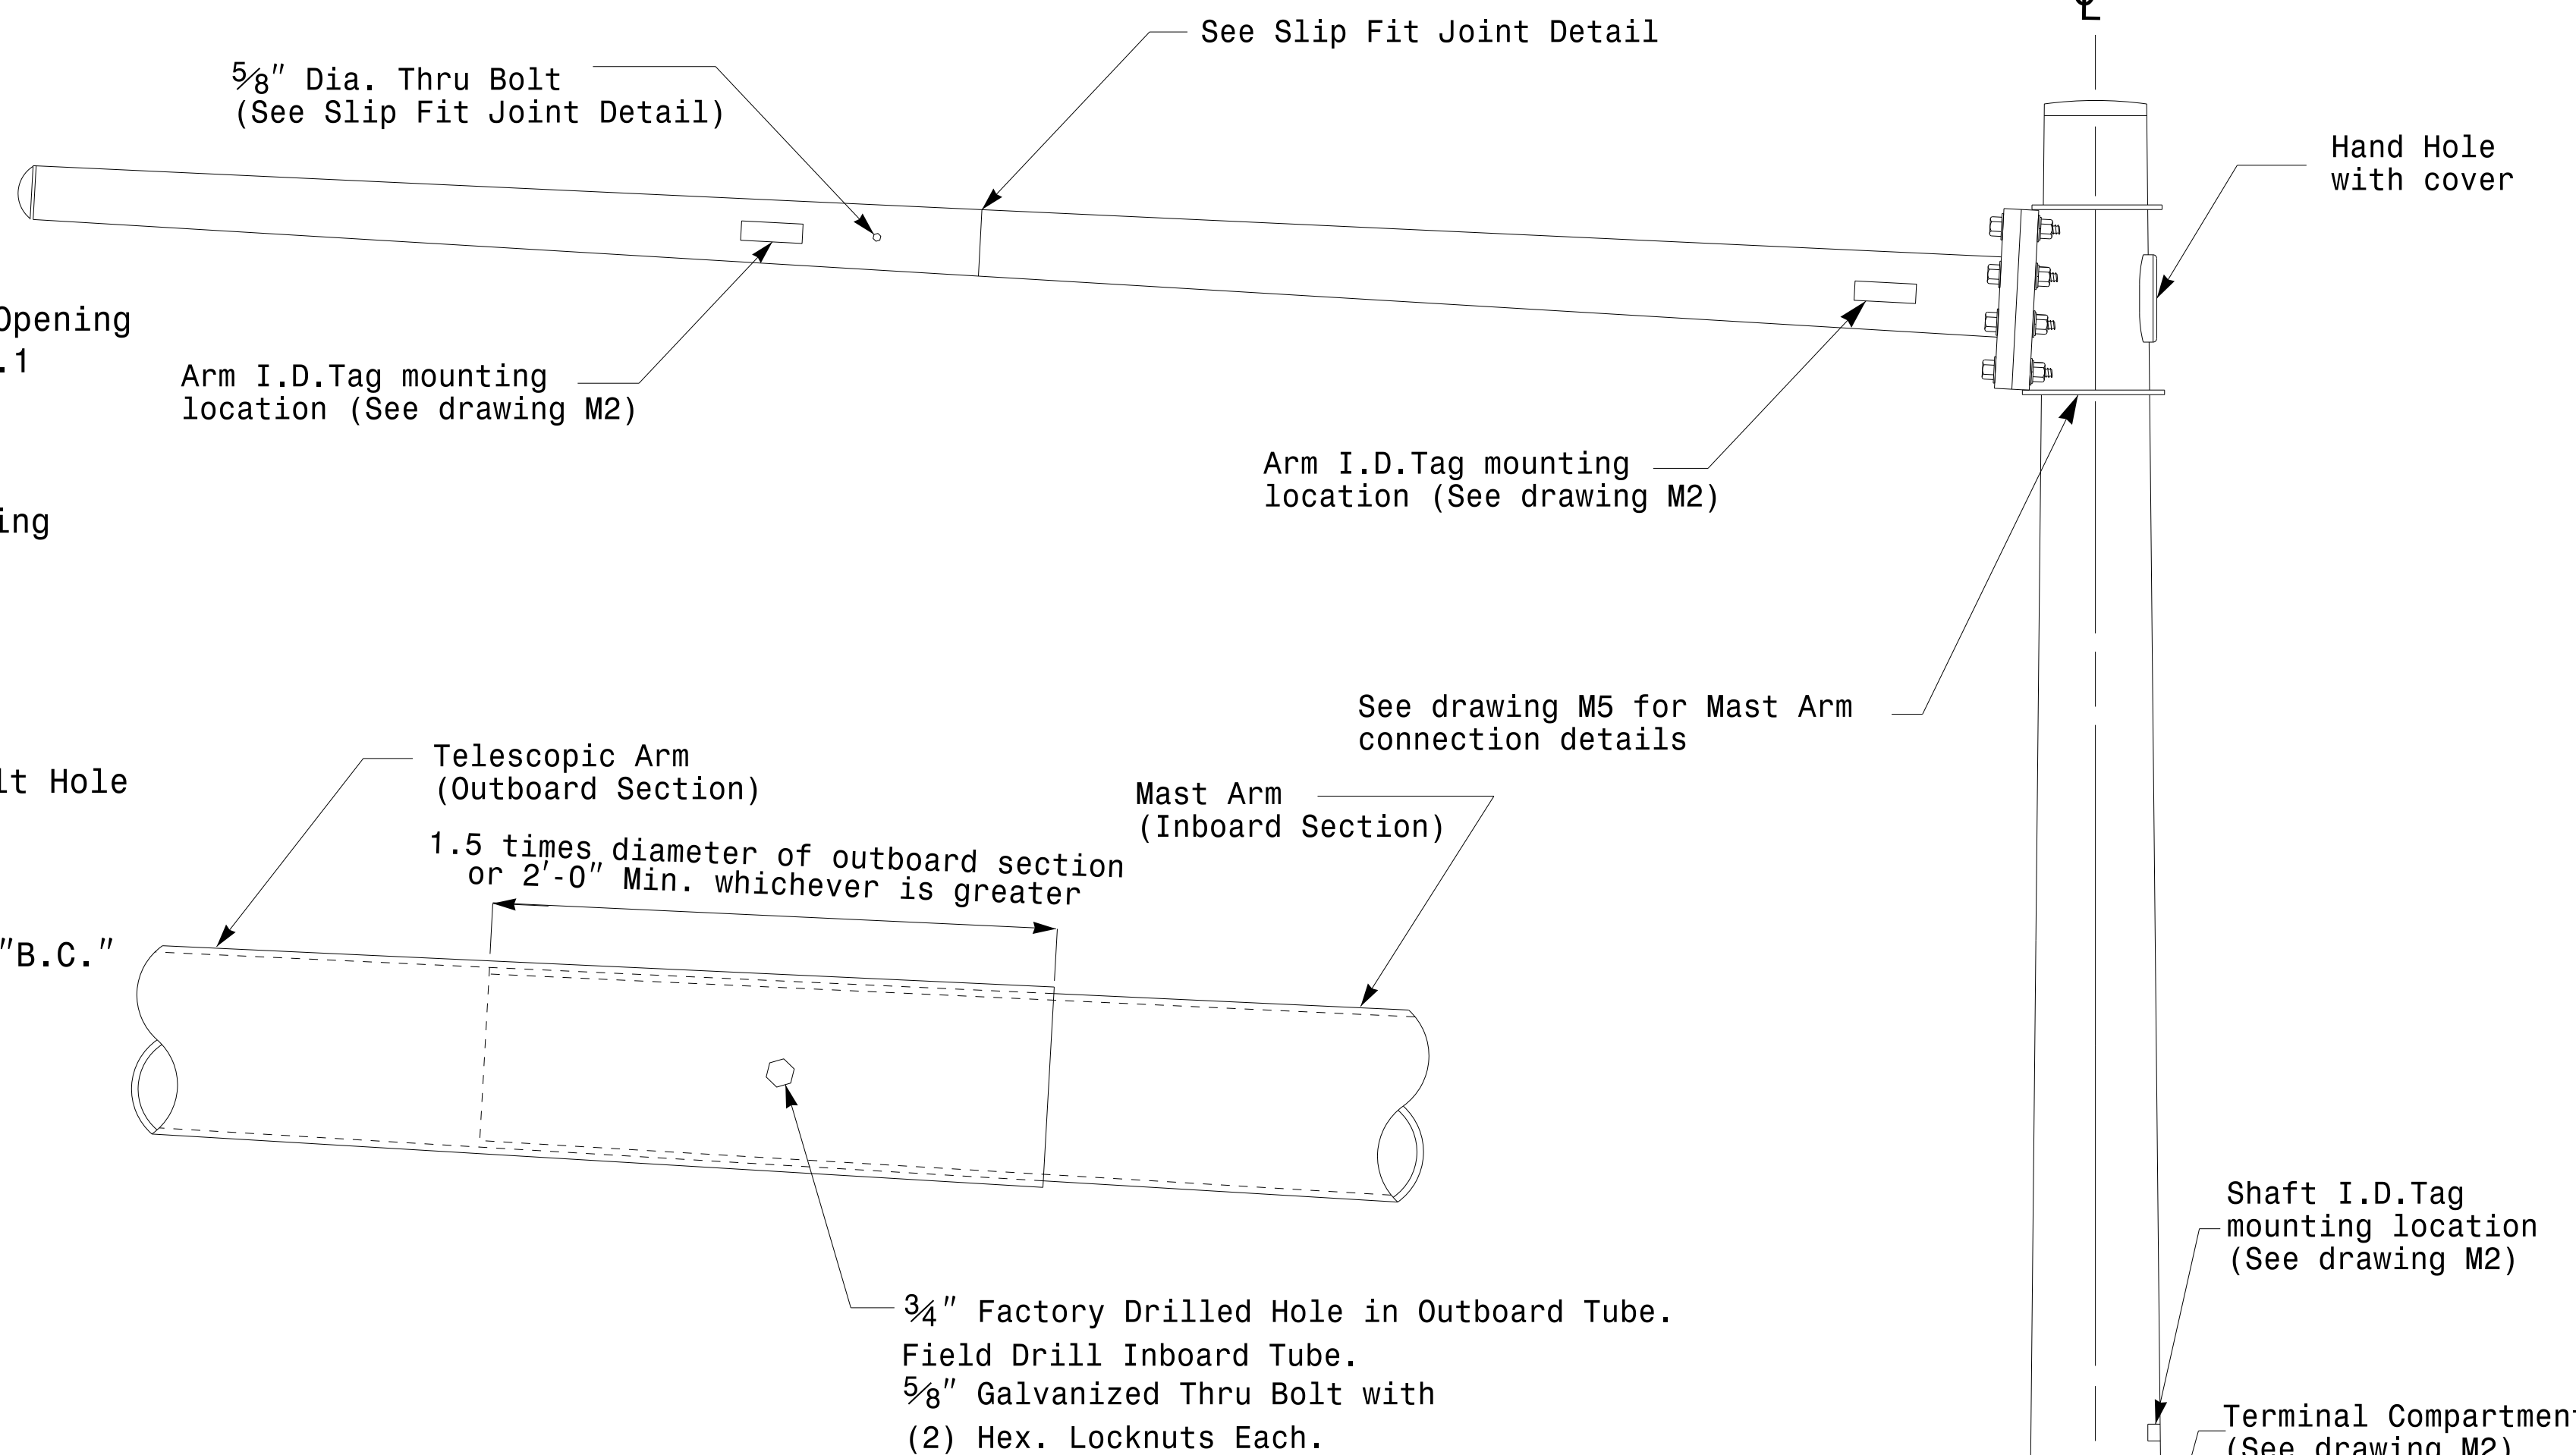 ℄
See Slip Fit Joint Detail
5/8" Dia. Thru Bolt
(See Slip Fit Joint Detail)
Hand Hole
with cover
Opening
.1
Arm I.D.Tag mounting
location (See drawing M2)
Arm I.D.Tag mounting
location (See drawing M2)
ing
See drawing M5 for Mast Arm
connection details
Telescopic Arm
(Outboard Section)
lt Hole
Mast Arm
(Inboard Section)
1.5 times diameter of outboard section
or 2'-0" Min. whichever is greater
"B.C."
Shaft I.D.Tag
mounting location
(See drawing M2)
3/4" Factory Drilled Hole in Outboard Tube.
Field Drill Inboard Tube.
5/8" Galvanized Thru Bolt with
(2) Hex. Locknuts Each.
Terminal Compartment
(See drawing M2)